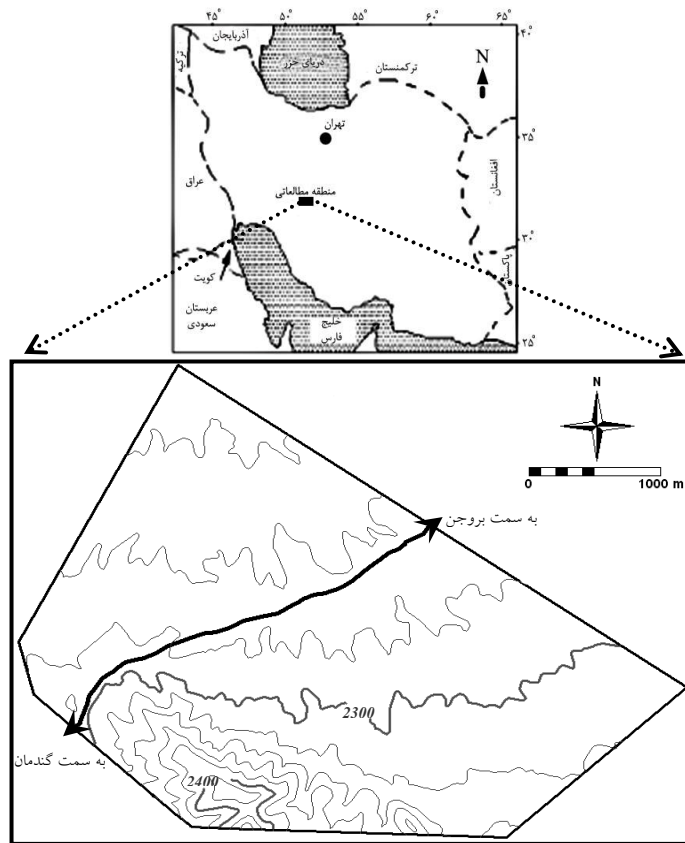 ۴۵°
۵۰°
۵۵°
۶۰°
۶۵°
۴۰°
آذربایجان
ترکیه
دریای خزر
ترکمنستان
N
تهران
۳۵°
افغانستان
عراق
منطقه مطالعاتی
۳۰°
پاکستان
کویت
عربستان
سعودی
خلیج
فارس
۲۵°
N
0 1000 m
به سمت بروجن
2300
به سمت گندمان
2400